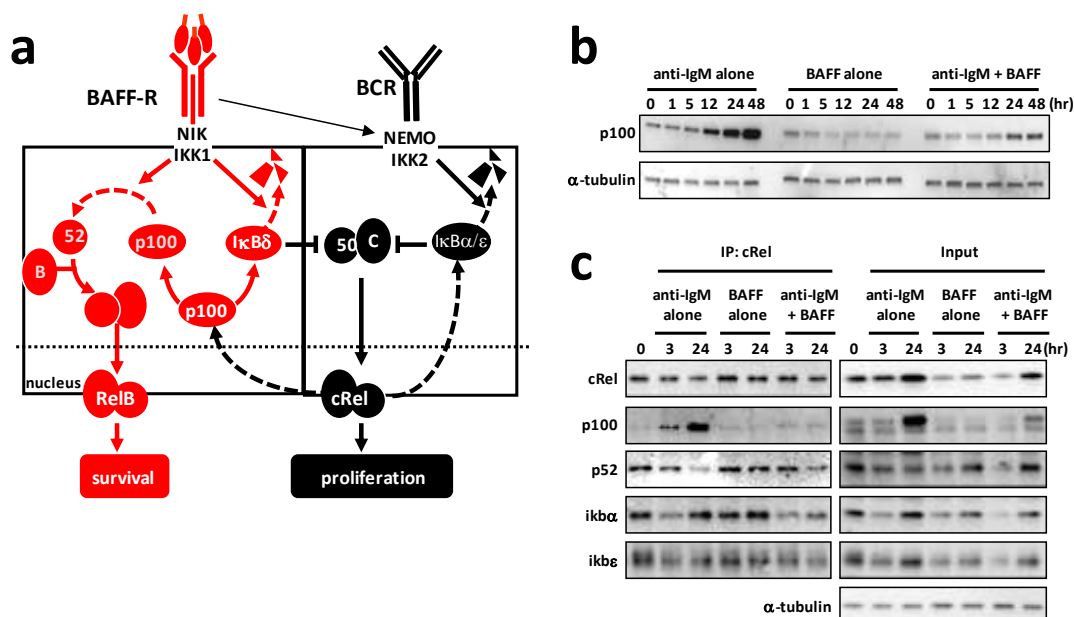 a
BAFF-R
BCR
NIK
IKK1
NEMO
IKK2
52
p100
IκBδ
50
C
IκBα/ε
B
p100
nucleus
RelB
cRel
survival
proliferation
b
anti-IgM alone
BAFF alone
anti-IgM + BAFF
0 1 5 12 24 48 0 1 5 12 24 48 0 1 5 12 24 48 (hr)
p100
α-tubulin
c
IP: cRel
Input
anti-IgM alone
BAFF alone
anti-IgM + BAFF
anti-IgM alone
BAFF alone
anti-IgM + BAFF
0 3 24 3 24 3 24 0 3 24 3 24 3 24 (hr)
cRel
p100
p52
ikbα
ikbε
α-tubulin